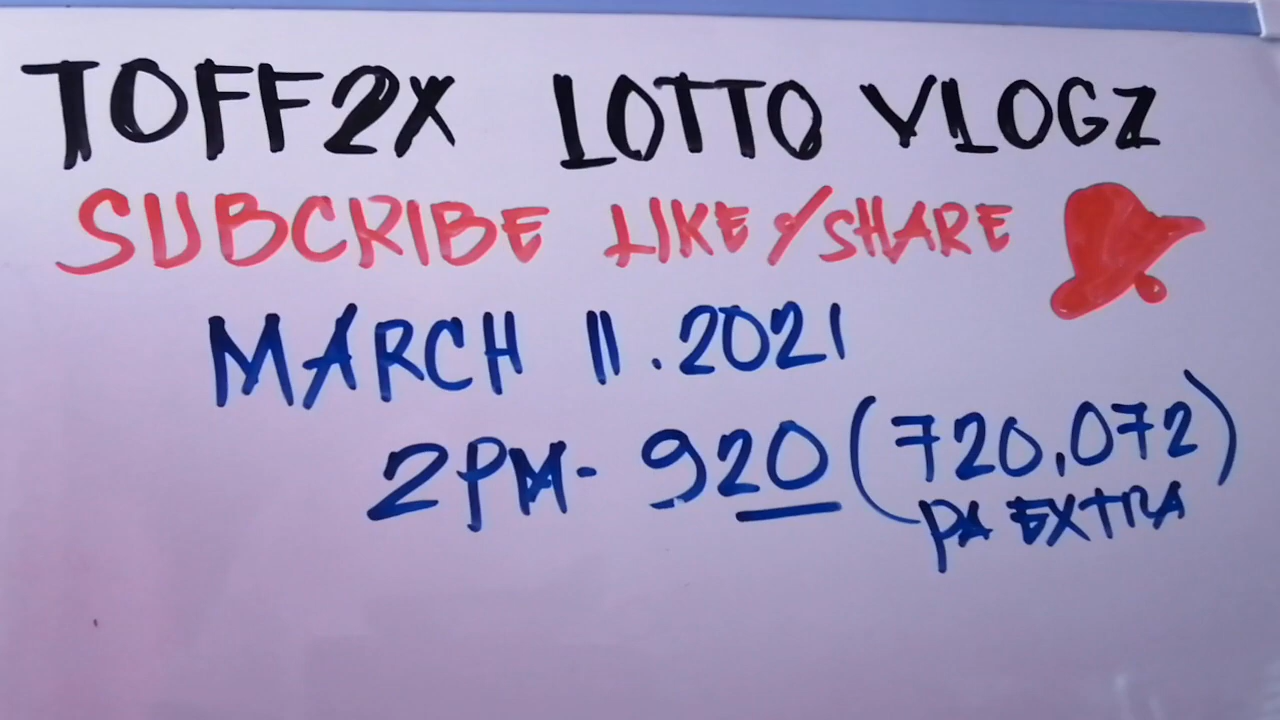 TOFF2X LOTTO VLOGZ
SUBCRIBE LIKE/SHARE
MARCH 11.2021
2PM- 920 (720,072)
PA EXTRA